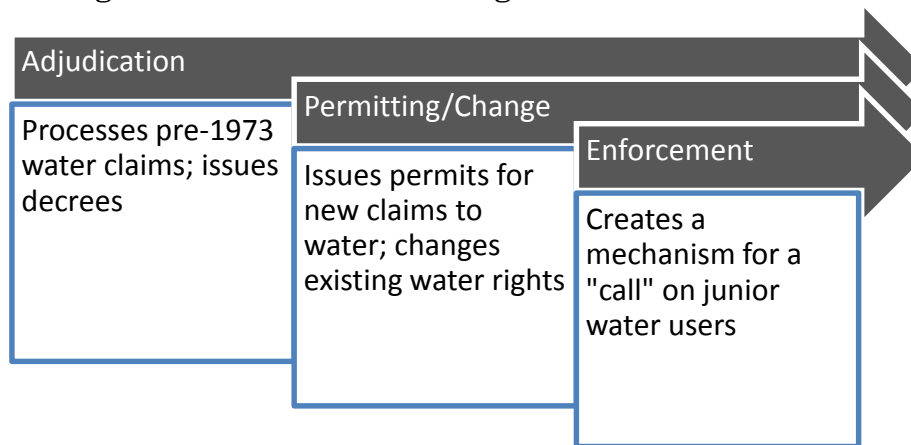 Adjudication
Processes pre-1973
water claims; issues
decrees
Permitting/Change
Issues permits for
new claims to
water; changes
existing water rights
Enforcement
Creates a
mechanism for a
"call" on junior
water users